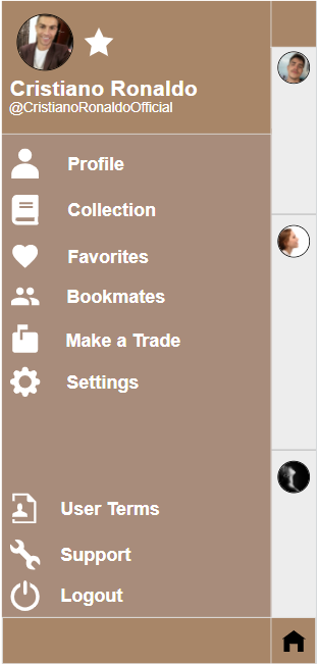 Cristiano Ronaldo
@CristianoRonaldoOfficial
Profile
Collection
Favorites
Bookmates
Make a Trade
Settings
User Terms
Support
Logout